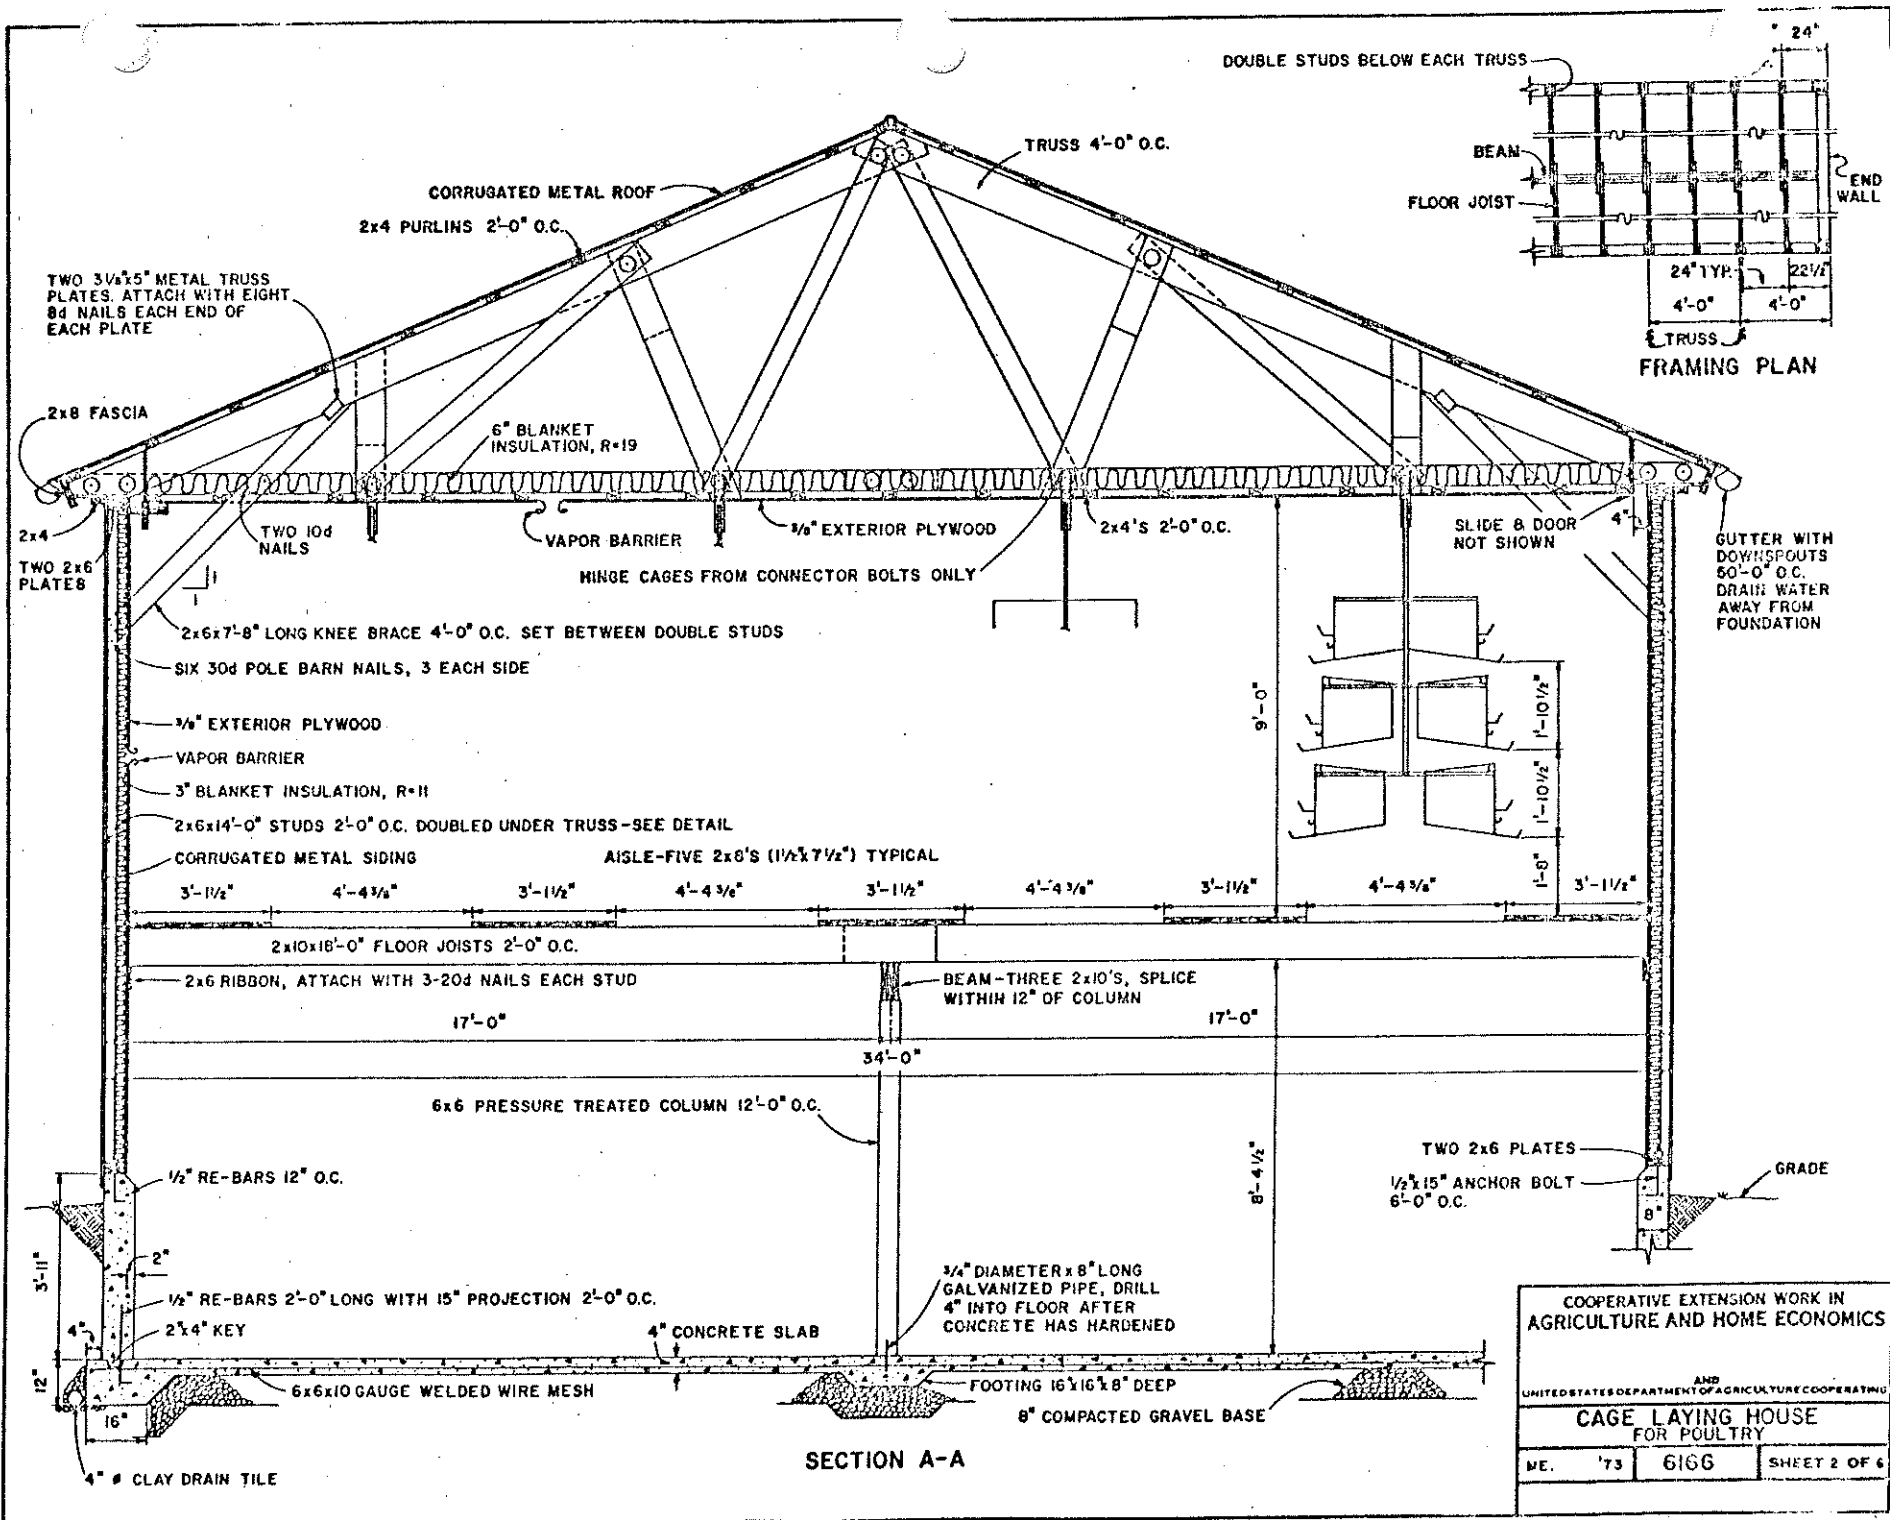 24"
DOUBLE STUDS BELOW EACH TRUSS
BEAM
FLOOR JOIST
END
WALL
24" TYP.
22 1/2"
4'-0"
4'-0"
TRUSS
FRAMING PLAN
TRUSS 4'-0" O.C.
CORRUGATED METAL ROOF
2x4 PURLINS 2'-0" O.C.
TWO 3 1/8"x5" METAL TRUSS
PLATES. ATTACH WITH EIGHT
8d NAILS EACH END OF
EACH PLATE
2x8 FASCIA
6" BLANKET
INSULATION, R=19
2x4
TWO 2x6
PLATES
TWO 10d
NAILS
VAPOR BARRIER
3/8" EXTERIOR PLYWOOD
2x4'S 2'-0" O.C.
SLIDE & DOOR
NOT SHOWN
4"
GUTTER WITH
DOWNSPOUTS
50'-0" O.C.
DRAIN WATER
AWAY FROM
FOUNDATION
HINGE CAGES FROM CONNECTOR BOLTS ONLY
1
1
2x6x7'-8" LONG KNEE BRACE 4'-0" O.C. SET BETWEEN DOUBLE STUDS
SIX 30d POLE BARN NAILS, 3 EACH SIDE
3/8" EXTERIOR PLYWOOD
VAPOR BARRIER
3" BLANKET INSULATION, R=11
2x6x14'-0" STUDS 2'-0" O.C. DOUBLED UNDER TRUSS-SEE DETAIL
CORRUGATED METAL SIDING
AISLE-FIVE 2x8'S (1 1/2"x7 1/2") TYPICAL
9'-0"
1'-10 1/2"
1'-10 1/2"
1'-8"
3'-1 1/2"
4'-4 3/8"
3'-1 1/2"
4'-4 3/8"
3'-1 1/2"
4'-4 3/8"
3'-1 1/2"
4'-4 3/8"
3'-1 1/2"
2x10x18'-0" FLOOR JOISTS 2'-0" O.C.
2x6 RIBBON, ATTACH WITH 3-20d NAILS EACH STUD
BEAM-THREE 2x10'S, SPLICE
WITHIN 12" OF COLUMN
17'-0"
17'-0"
34'-0"
6x6 PRESSURE TREATED COLUMN 12'-0" O.C.
8'-4 1/2"
TWO 2x6 PLATES
1/2"x15" ANCHOR BOLT
6'-0" O.C.
GRADE
8"
1/2" RE-BARS 12" O.C.
3'-11"
2"
1/2" RE-BARS 2'-0" LONG WITH 15" PROJECTION 2'-0" O.C.
2"x4" KEY
4"
4" CONCRETE SLAB
3/4" DIAMETER x 8" LONG
GALVANIZED PIPE, DRILL
4" INTO FLOOR AFTER
CONCRETE HAS HARDENED
12"
6x6x10 GAUGE WELDED WIRE MESH
FOOTING 16"x16"x8" DEEP
8" COMPACTED GRAVEL BASE
16"
4" ø CLAY DRAIN TILE
SECTION A-A
COOPERATIVE EXTENSION WORK IN
AGRICULTURE AND HOME ECONOMICS
AND
UNITED STATES DEPARTMENT OF AGRICULTURE COOPERATING
CAGE LAYING HOUSE
FOR POULTRY
ME. '73 6166 SHEET 2 OF 6